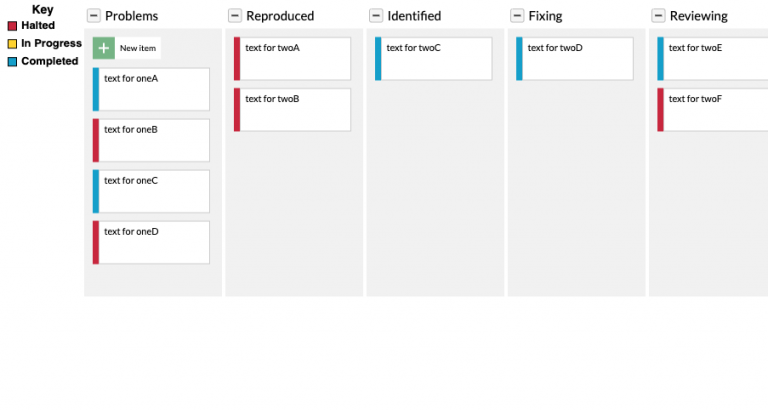 Key
Halted
In Progress
Completed
Problems
New item
text for oneA
text for oneB
text for oneC
text for oneD
Reproduced
text for twoA
text for twoB
Identified
text for twoC
Fixing
text for twoD
Reviewing
text for twoE
text for twoF